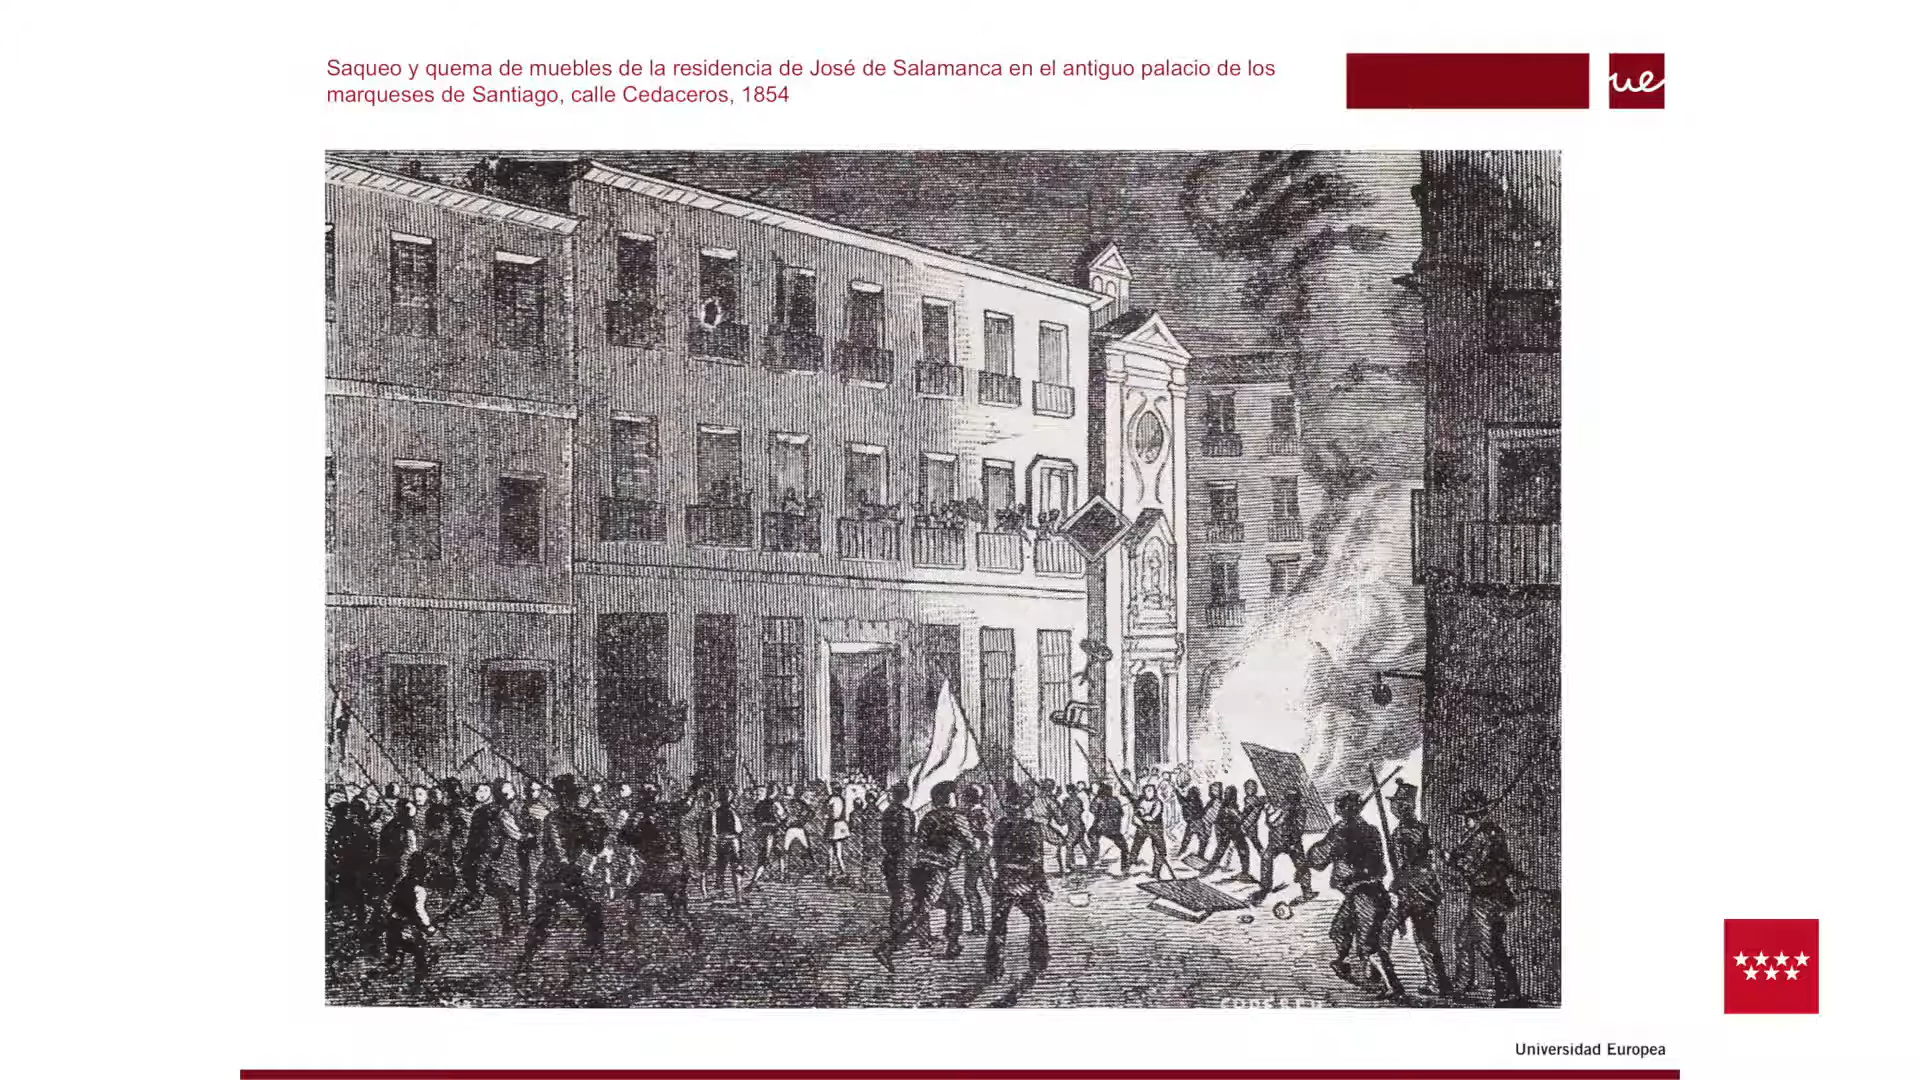 Saqueo y quema de muebles de la residencia de José de Salamanca en el antiguo palacio de los
marqueses de Santiago, calle Cedaceros, 1854
ue
Universidad Europea